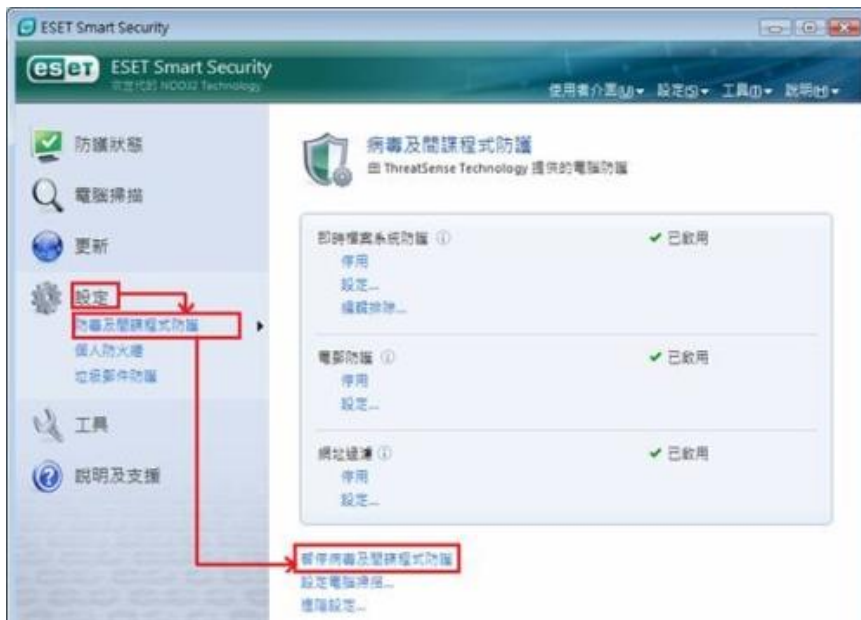 ESET Smart Security
eset ESET Smart Security
NOD32 Technology
使用者介面(U) 設定(S) 工具(T) 說明(H)
防護狀態
電腦掃描
更新
設定
防毒及間諜程式防護
個人防火牆
垃圾郵件防護
工具
說明及支援
病毒及間諜程式防護
由 ThreatSense Technology 提供的電腦防護
即時檔案系統防護 已啟用
停用
設定...
編輯排除...
電郵防護 已啟用
停用
設定...
網址過濾 已啟用
停用
設定...
暫停病毒及間諜程式防護
設定電腦掃描...
進階設定...